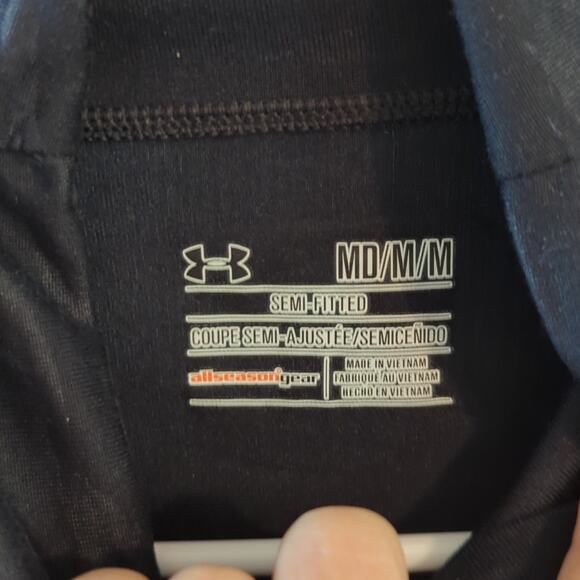 MD/M/M
SEMI-FITTED
COUPE SEMI-AJUSTÉE/SEMICEÑIDO
allseasongear
MADE IN VIETNAM
FABRIQUÉ AU VIETNAM
HECHO EN VIETNAM